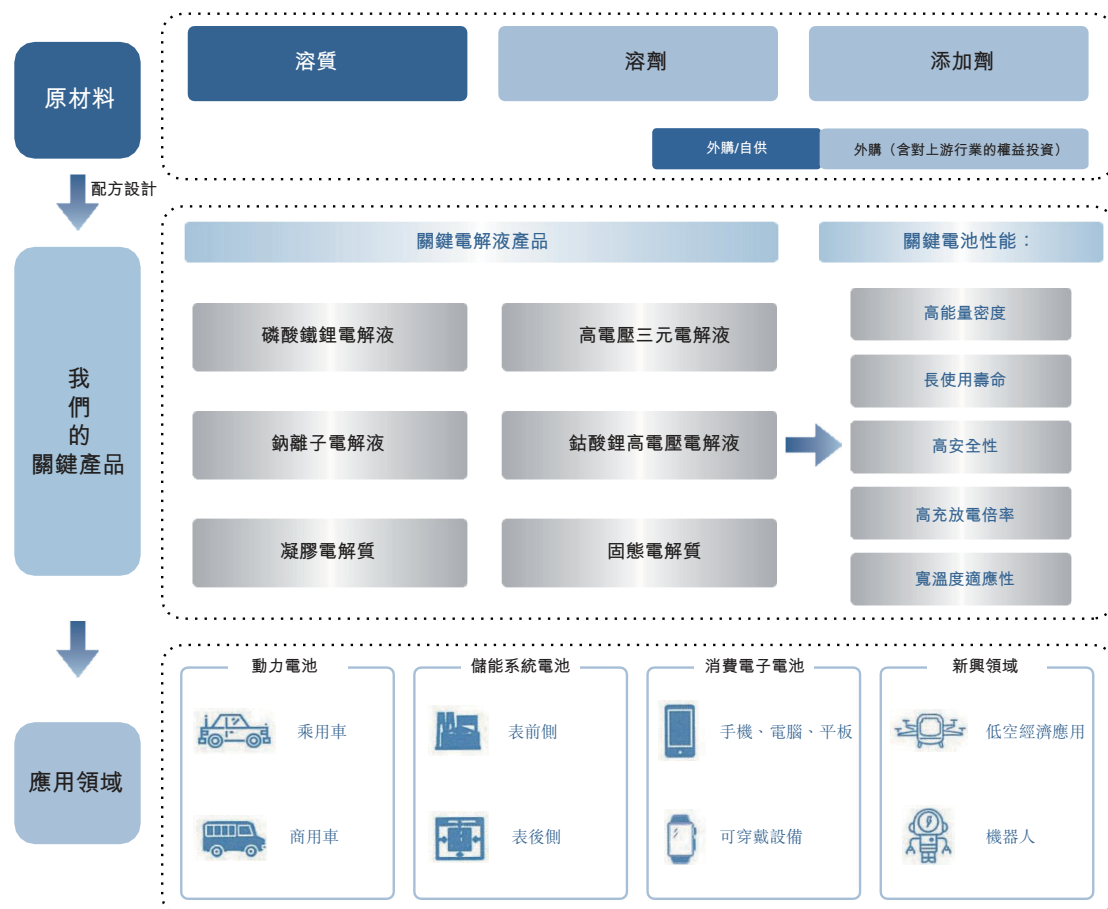 原材料
溶質
溶劑
添加劑
外購/自供
外購（含對上游行業的權益投資）
配方設計
我
們
的
關鍵產品
關鍵電解液產品
關鍵電池性能：
磷酸鐵鋰電解液
高電壓三元電解液
鈉離子電解液
鈷酸鋰高電壓電解液
凝膠電解質
固態電解質
高能量密度
長使用壽命
高安全性
高充放電倍率
寬溫度適應性
應用領域
動力電池
乘用車
商用車
儲能系統電池
表前側
表後側
消費電子電池
手機、電腦、平板
可穿戴設備
新興領域
低空經濟應用
機器人